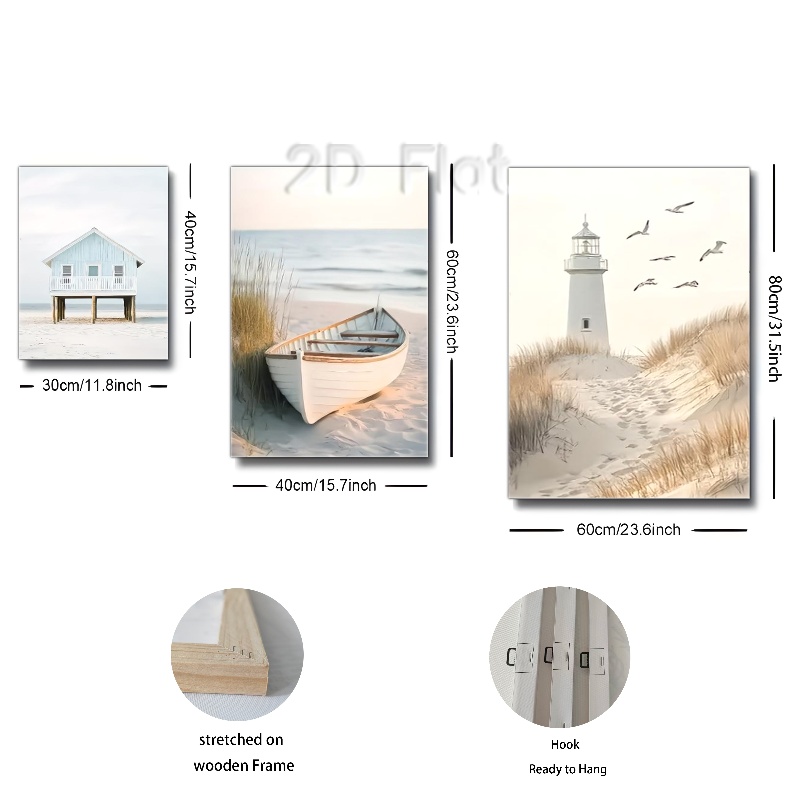 2D Flat
40cm/15.7inch
30cm/11.8inch
60cm/23.6inch
40cm/15.7inch
80cm/31.5inch
60cm/23.6inch
stretched on
wooden Frame
Hook
Ready to Hang